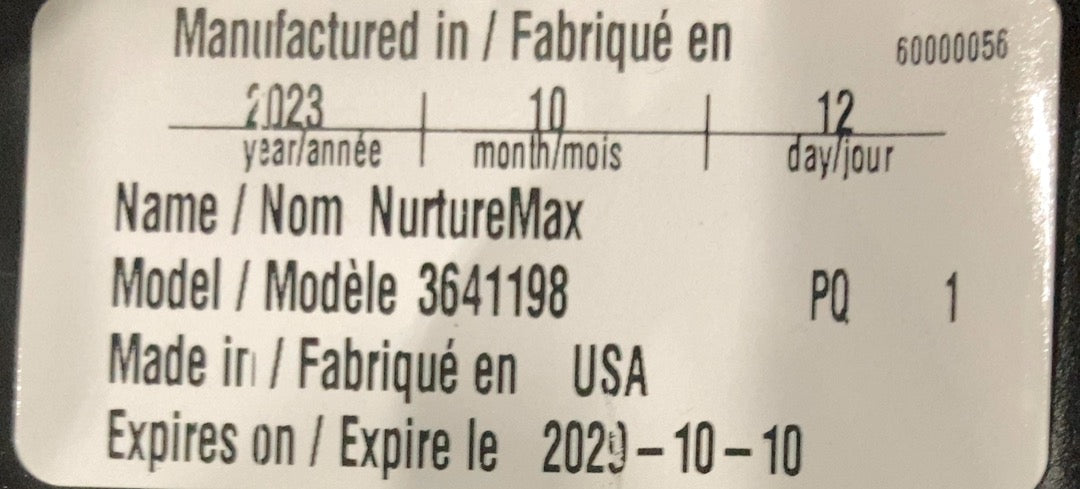 Manufactured in / Fabriqué en 60000056
2023 10 12
year/année month/mois day/jour
Name / Nom NurtureMax
Model / Modèle 3641198 PQ 1
Made in / Fabriqué en USA
Expires on / Expire le 2029-10-10